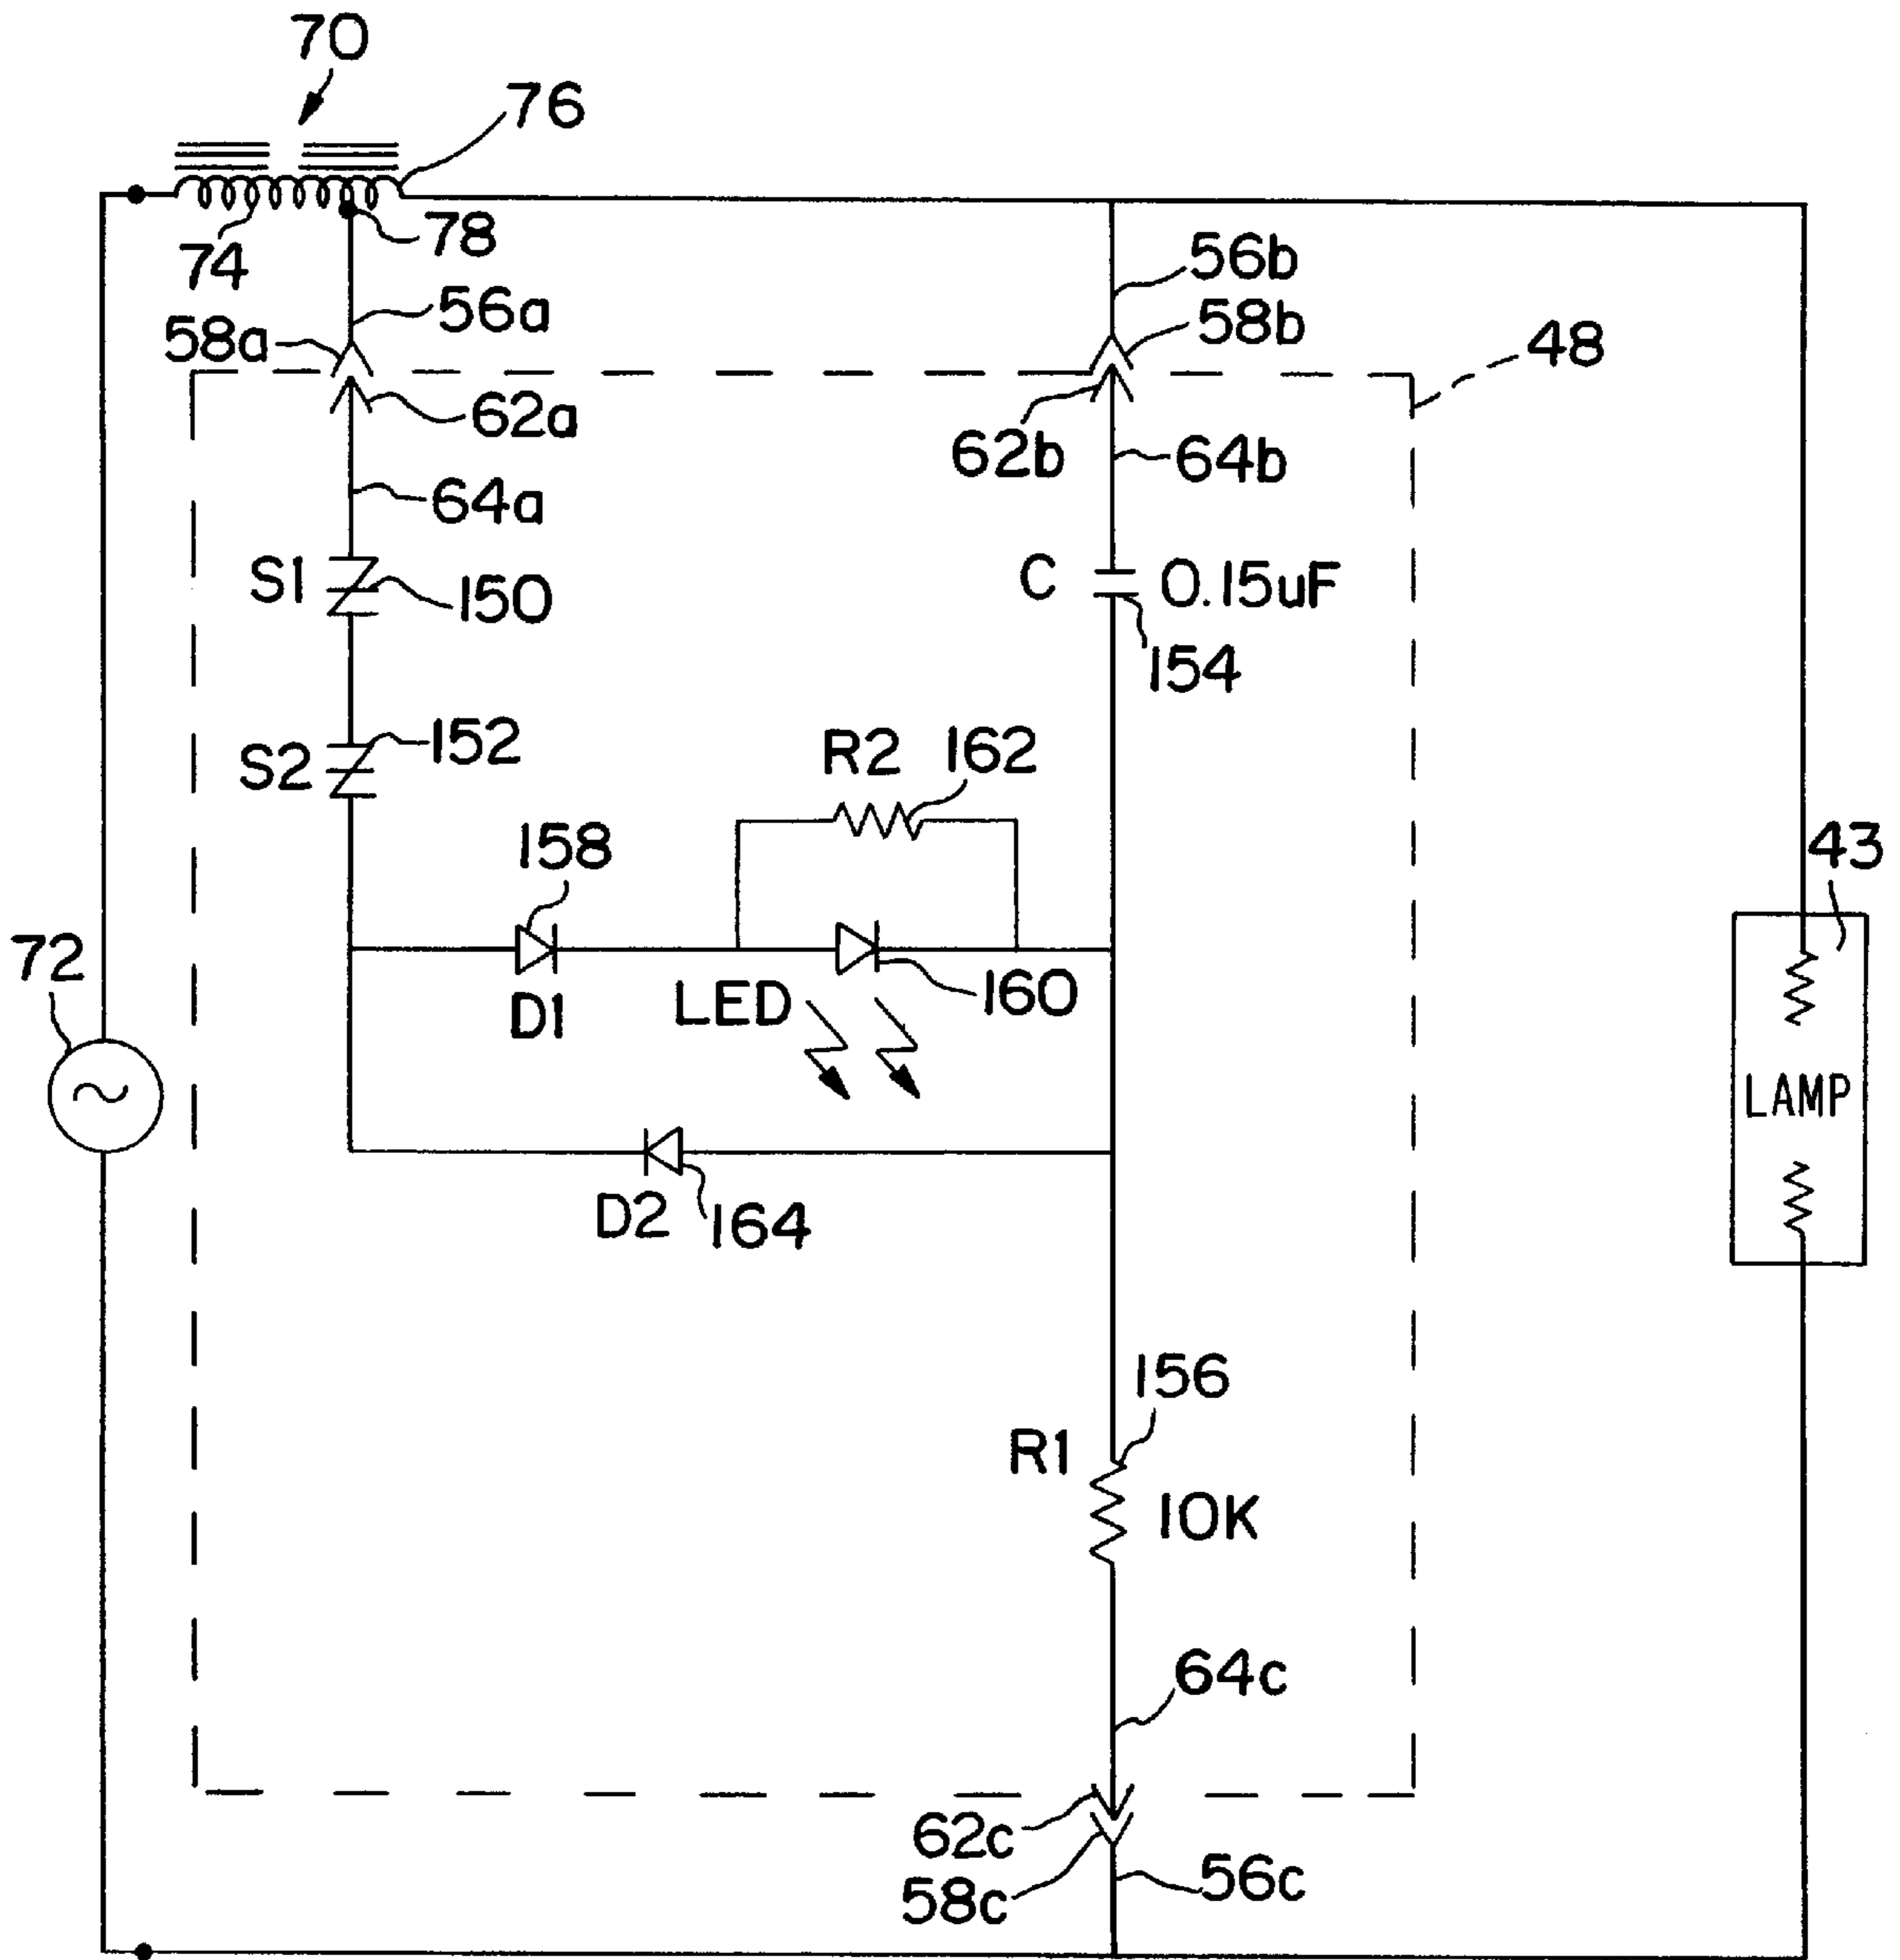 70
76
74
78
56a
58a
56b
58b
48
62a
62b
64a
64b
S1
150
C
0.15uF
154
S2
152
R2
162
158
43
72
D1
LED
160
LAMP
D2
164
156
R1
10K
64c
62c
58c
56c